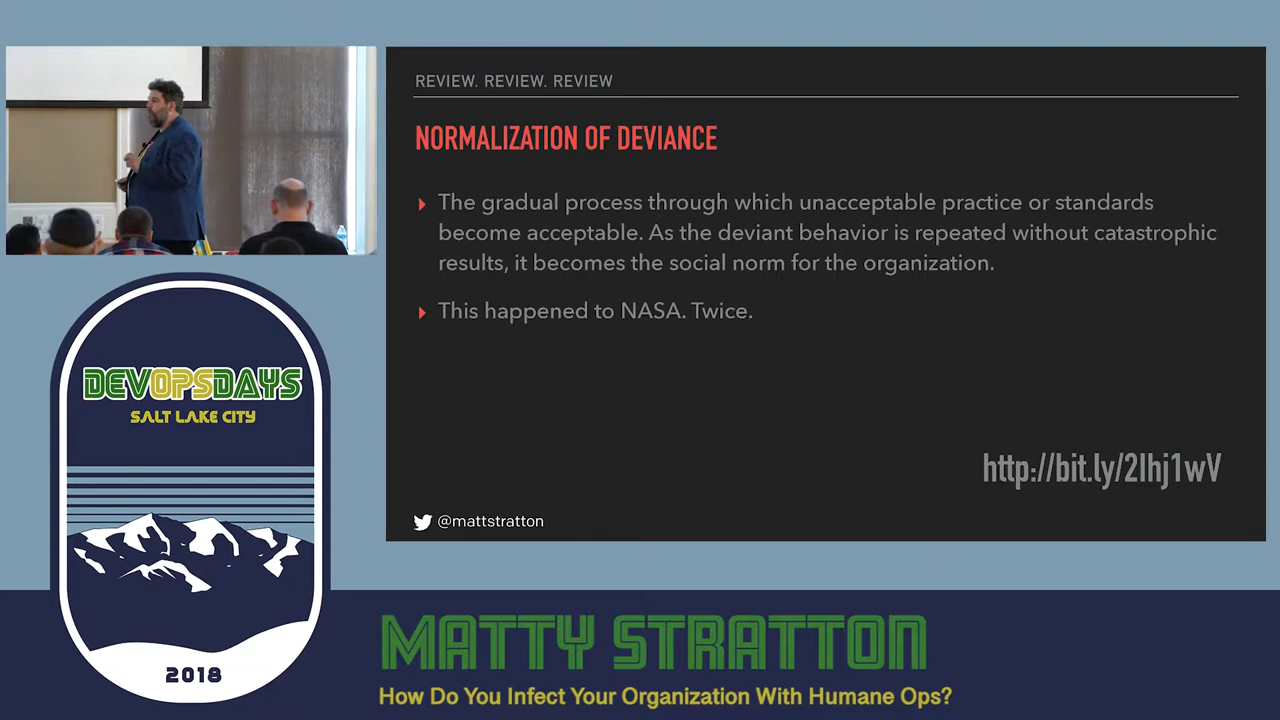 REVIEW. REVIEW. REVIEW
NORMALIZATION OF DEVIANCE
The gradual process through which unacceptable practice or standards
become acceptable. As the deviant behavior is repeated without catastrophic
results, it becomes the social norm for the organization.
This happened to NASA. Twice.
http://bit.ly/2Ihj1wV
@mattstratton
DEVOPSDAYS
SALT LAKE CITY
2018
MATTY STRATTON
How Do You Infect Your Organization With Humane Ops?